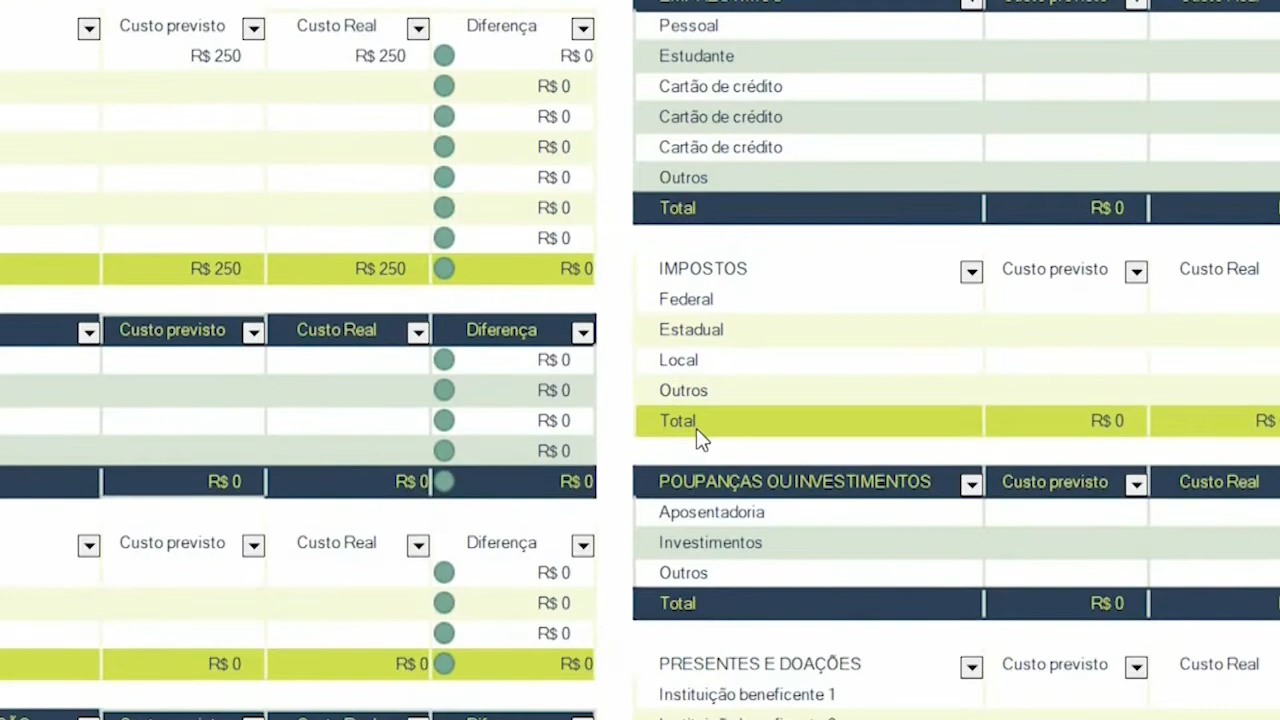 Custo previsto Custo Real Diferença
R$ 250 R$ 250 R$ 0
R$ 0
R$ 0
R$ 0
R$ 0
R$ 0
R$ 0
R$ 250 R$ 250 R$ 0
Custo previsto Custo Real Diferença
R$ 0
R$ 0
R$ 0
R$ 0
R$ 0 R$ 0 R$ 0
Custo previsto Custo Real Diferença
R$ 0
R$ 0
R$ 0
R$ 0 R$ 0 R$ 0
Pessoal
Estudante
Cartão de crédito
Cartão de crédito
Cartão de crédito
Outros
Total R$ 0
IMPOSTOS Custo previsto Custo Real
Federal
Estadual
Local
Outros
Total R$ 0 R$
POUPANÇAS OU INVESTIMENTOS Custo previsto Custo Real
Aposentadoria
Investimentos
Outros
Total R$ 0
PRESENTES E DOAÇÕES Custo previsto Custo Real
Instituição beneficente 1